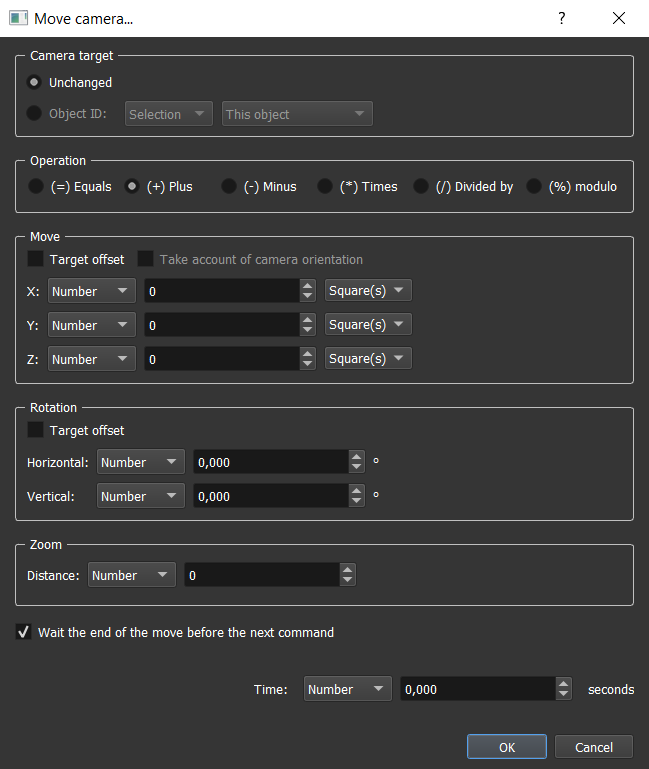 Move camera...
Camera target
Unchanged
Object ID: Selection This object
Operation
(=) Equals (+) Plus (-) Minus (*) Times (/) Divided by (%) modulo
Move
Target offset Take account of camera orientation
X: Number 0 Square(s)
Y: Number 0 Square(s)
Z: Number 0 Square(s)
Rotation
Target offset
Horizontal: Number 0,000 °
Vertical: Number 0,000 °
Zoom
Distance: Number 0
Wait the end of the move before the next command
Time: Number 0,000 seconds
OK Cancel